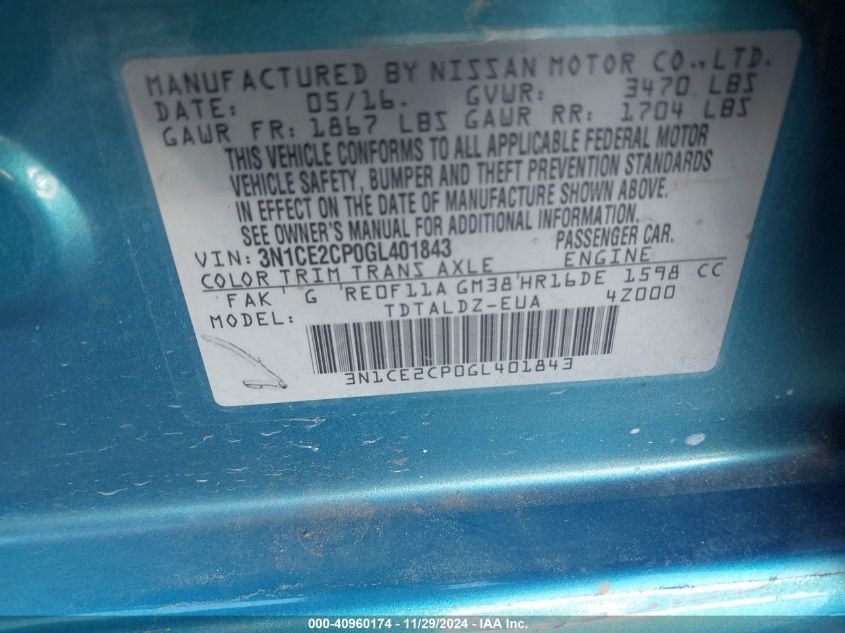 MANUFACTURED BY NISSAN MOTOR CO., LTD.
DATE: 05/16. GVWR: 3470 LBS
GAWR FR: 1867 LBS GAWR RR: 1704 LBS
THIS VEHICLE CONFORMS TO ALL APPLICABLE FEDERAL MOTOR
VEHICLE SAFETY, BUMPER AND THEFT PREVENTION STANDARDS
IN EFFECT ON THE DATE OF MANUFACTURE SHOWN ABOVE.
SEE OWNER'S MANUAL FOR ADDITIONAL INFORMATION.
VIN: 3N1CE2CP0GL401843 PASSENGER CAR.
COLOR TRIM TRANS AXLE ENGINE
FAK G RE0F11A GM38 HR16DE 1598 CC
MODEL: TDTALDZ-EUA 4Z000
3N1CE2CP0GL401843
000-40960174 - 11/29/2024 - IAA Inc.